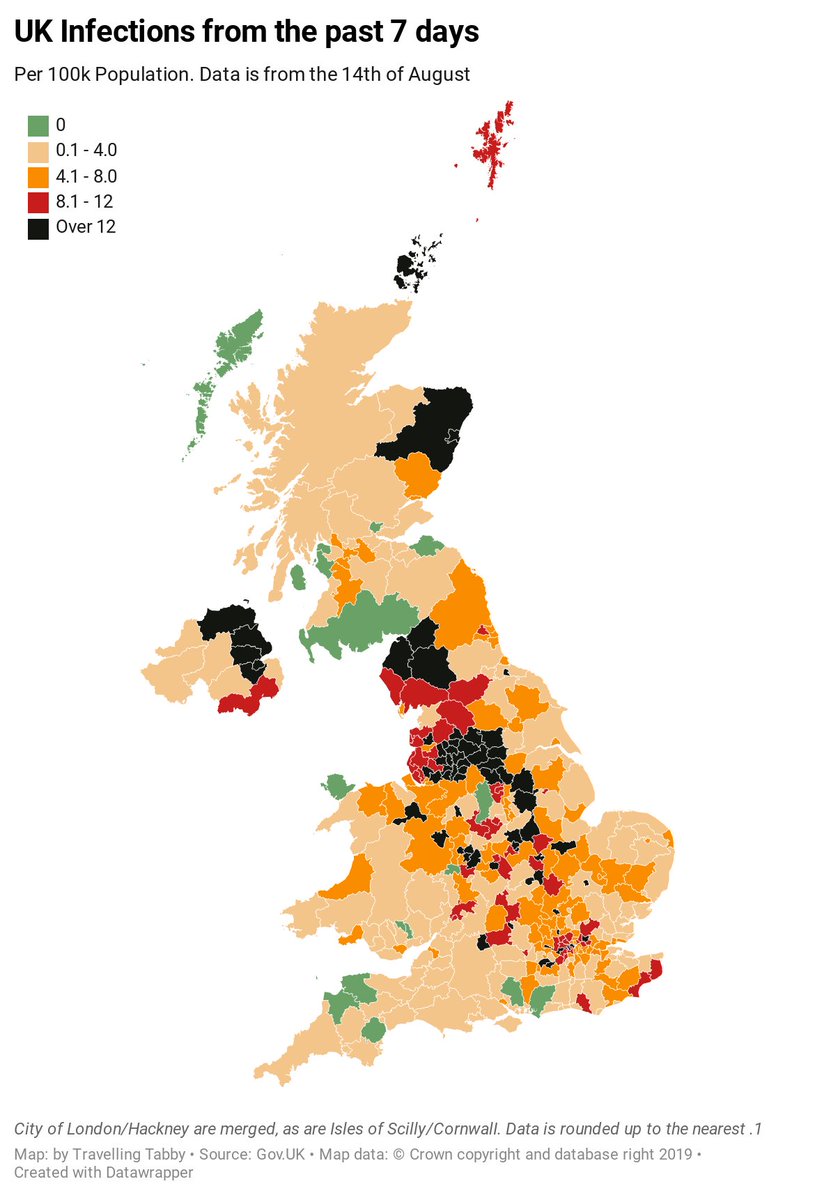 UK Infections from the past 7 days
Per 100k Population. Data is from the 14th of August
0
0.1 - 4.0
4.1 - 8.0
8.1 - 12
Over 12
City of London/Hackney are merged, as are Isles of Scilly/Cornwall. Data is rounded up to the nearest .1
Map: by Travelling Tabby • Source: Gov.UK • Map data: © Crown copyright and database right 2019 •
Created with Datawrapper